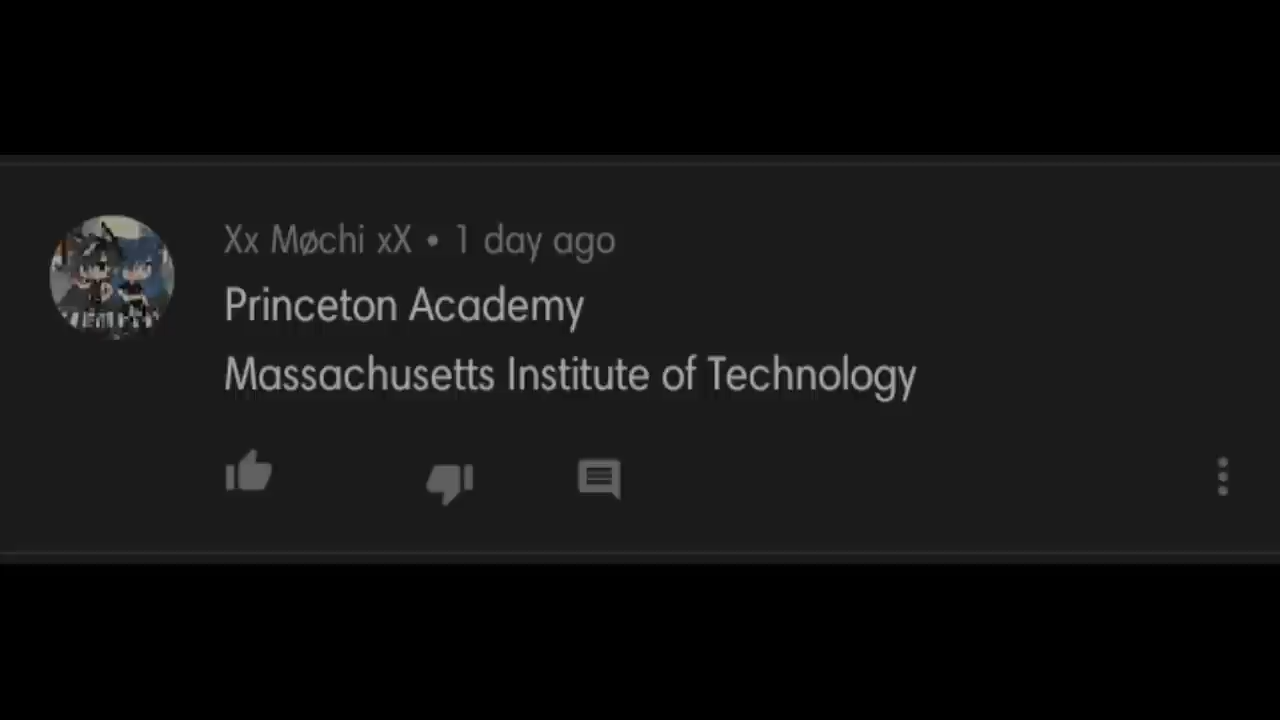 Xx Møchi xX • 1 day ago
Princeton Academy
Massachusetts Institute of Technology